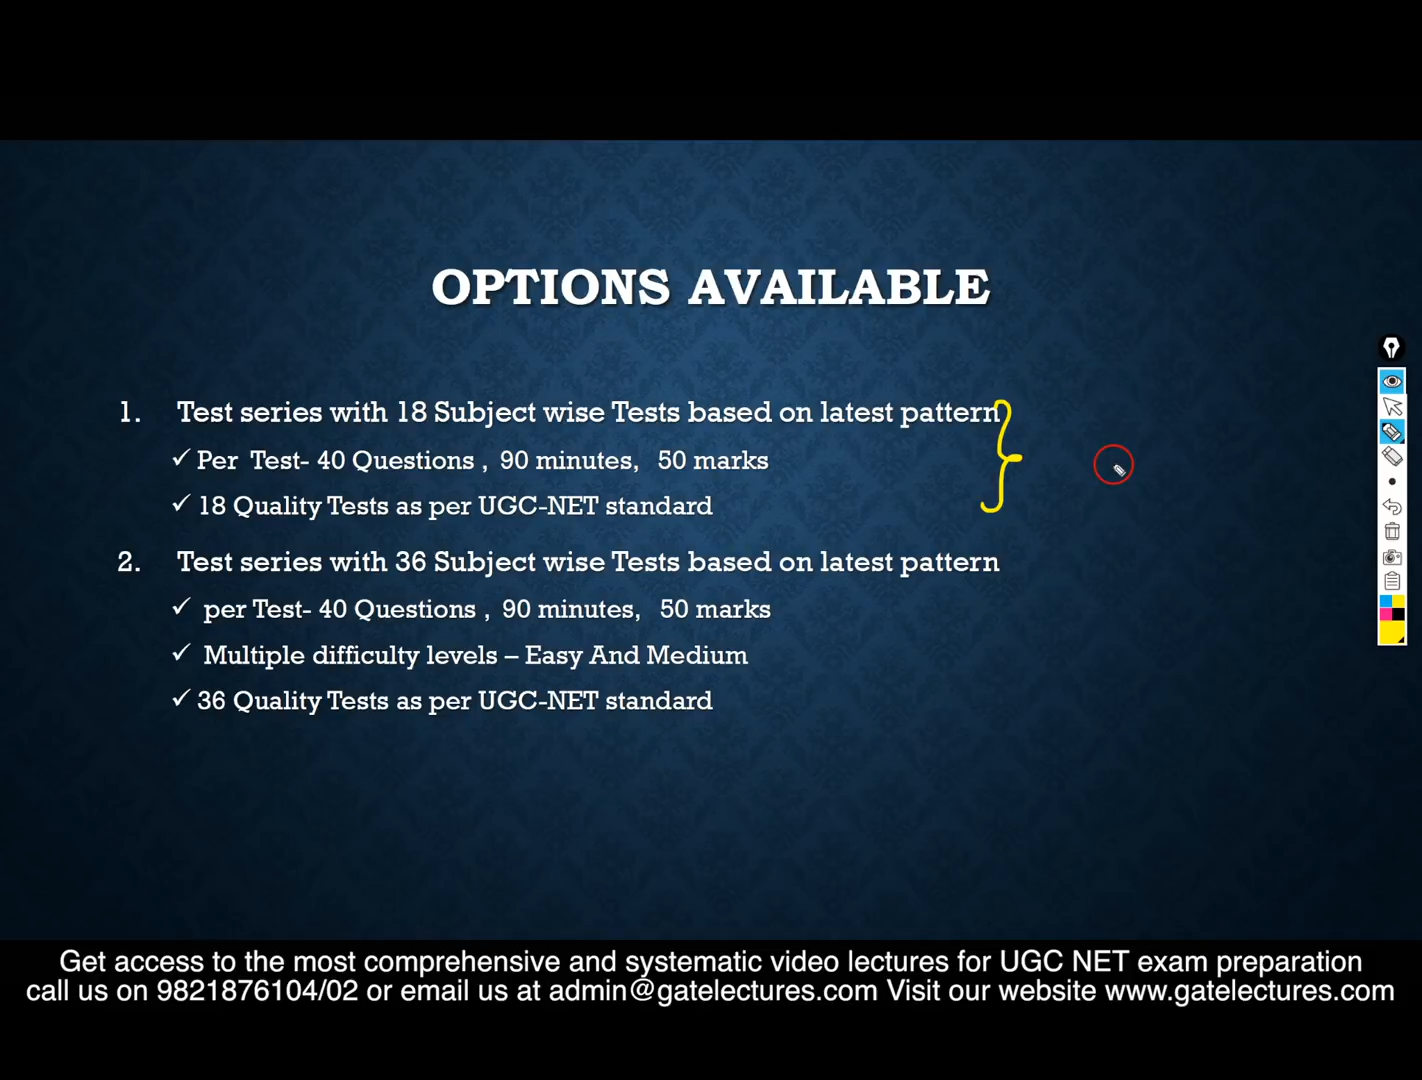 OPTIONS AVAILABLE
1. Test series with 18 Subject wise Tests based on latest pattern
✓ Per Test- 40 Questions , 90 minutes, 50 marks
✓ 18 Quality Tests as per UGC-NET standard
2. Test series with 36 Subject wise Tests based on latest pattern
✓ per Test- 40 Questions , 90 minutes, 50 marks
✓ Multiple difficulty levels – Easy And Medium
✓ 36 Quality Tests as per UGC-NET standard
Get access to the most comprehensive and systematic video lectures for UGC NET exam preparation
call us on 9821876104/02 or email us at admin@gatelectures.com Visit our website www.gatelectures.com